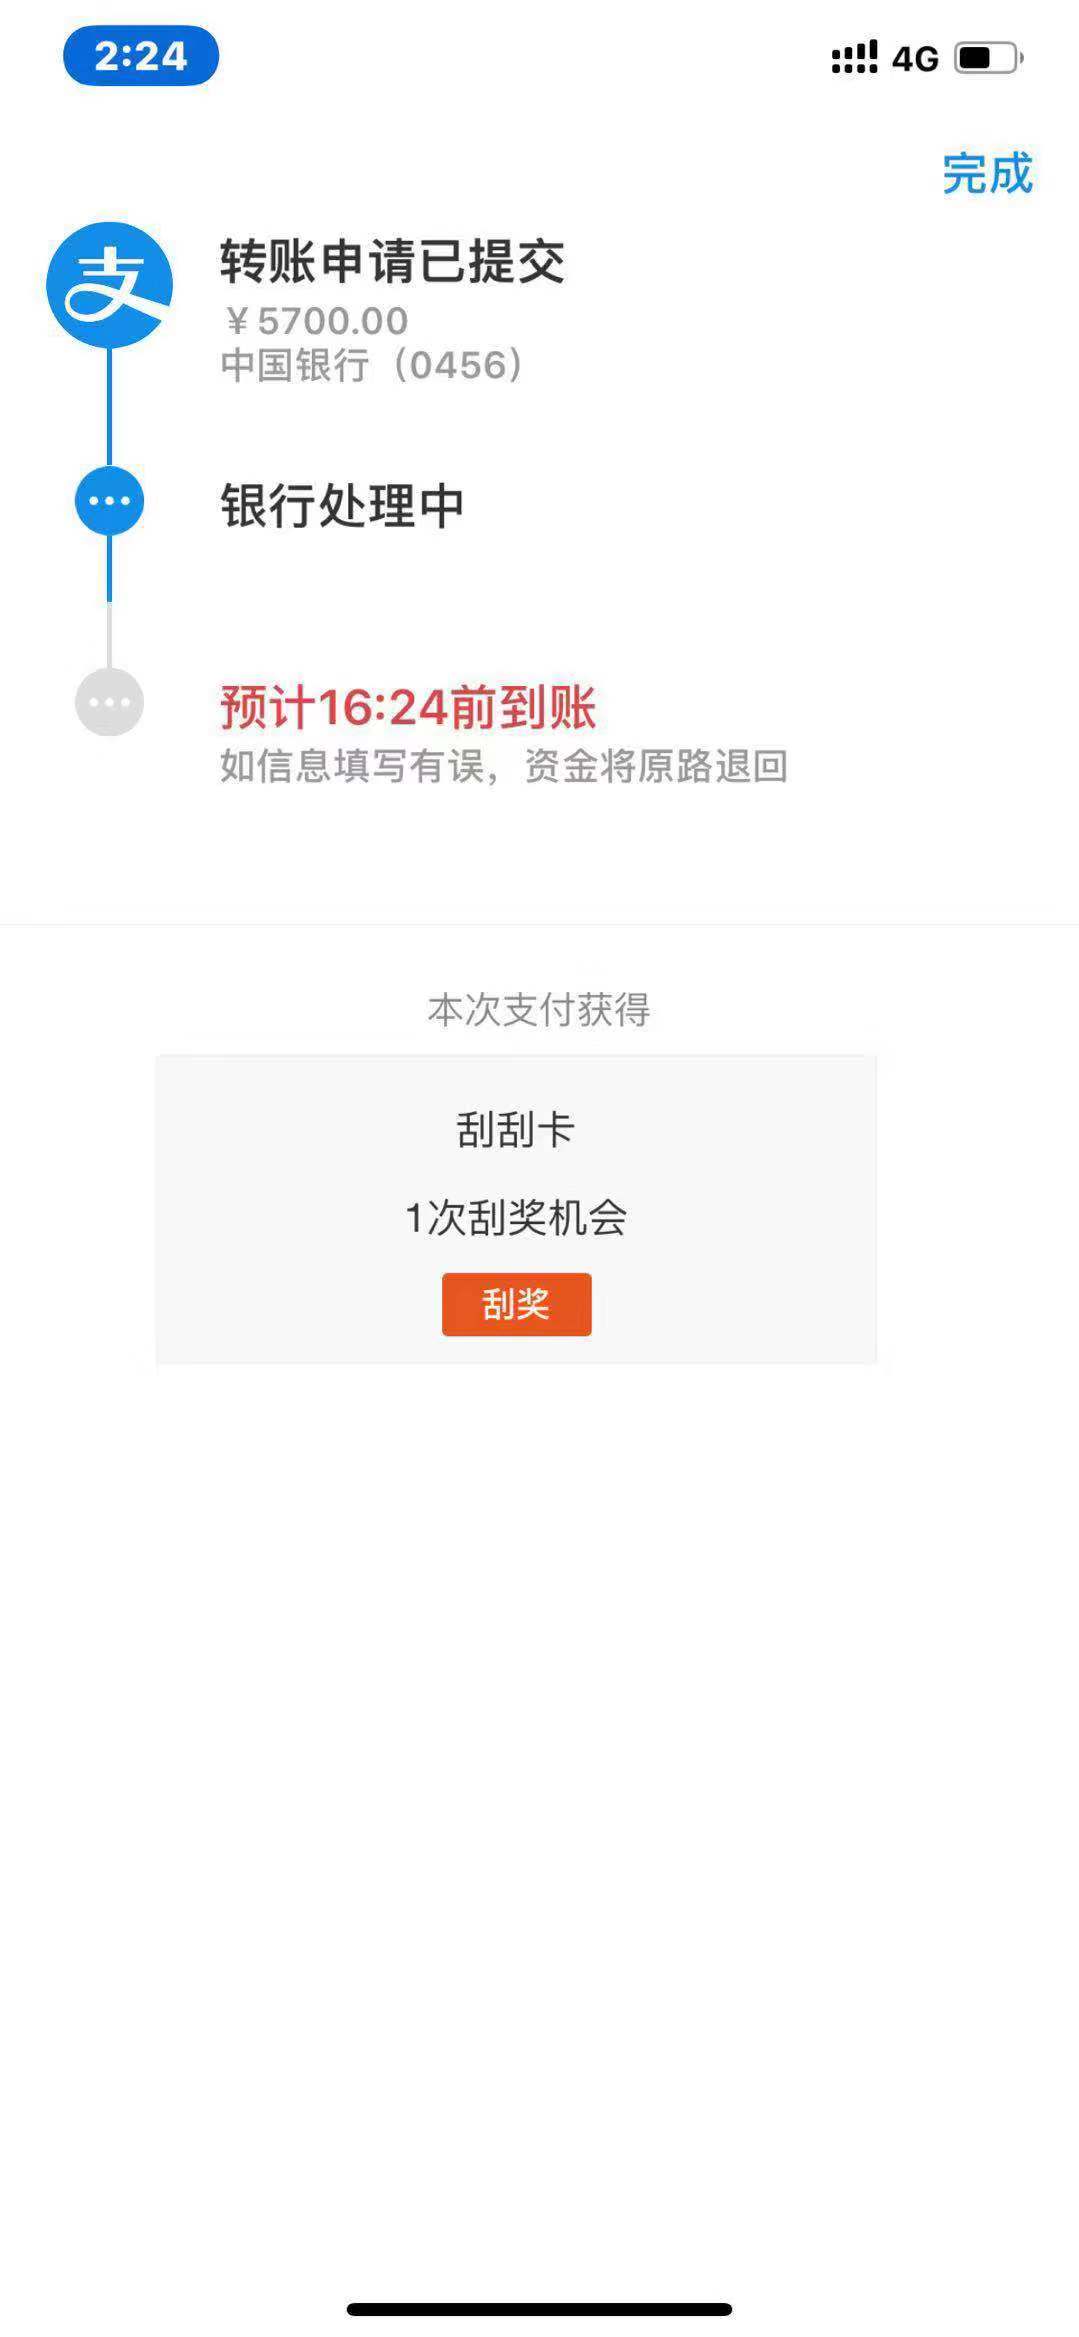 2:24
4G
完成
支
转账申请已提交
¥5700.00
中国银行（0456）
银行处理中
预计16:24前到账
如信息填写有误，资金将原路退回
本次支付获得
刮刮卡
1次刮奖机会
刮奖